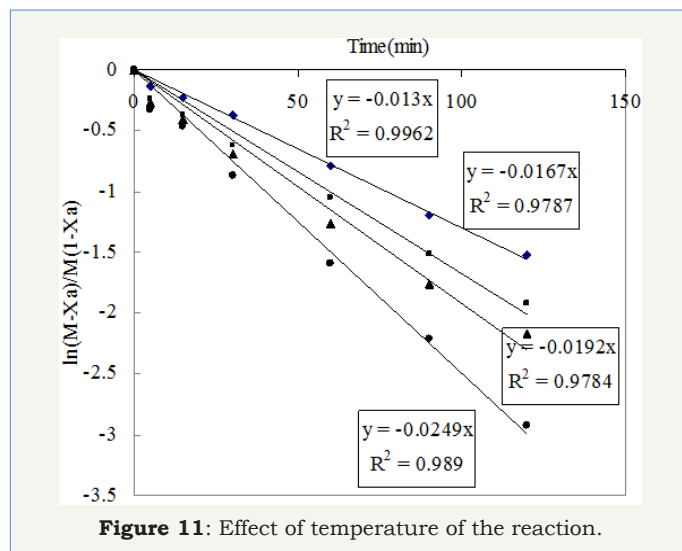 Time(min)
0
50
100
150
0
-0.5
-1
-1.5
-2
-2.5
-3
-3.5
ln(M-Xa)/M(1-Xa)
y = -0.013x
R² = 0.9962
y = -0.0167x
R² = 0.9787
y = -0.0192x
R² = 0.9784
y = -0.0249x
R² = 0.989
Figure 11: Effect of temperature of the reaction.